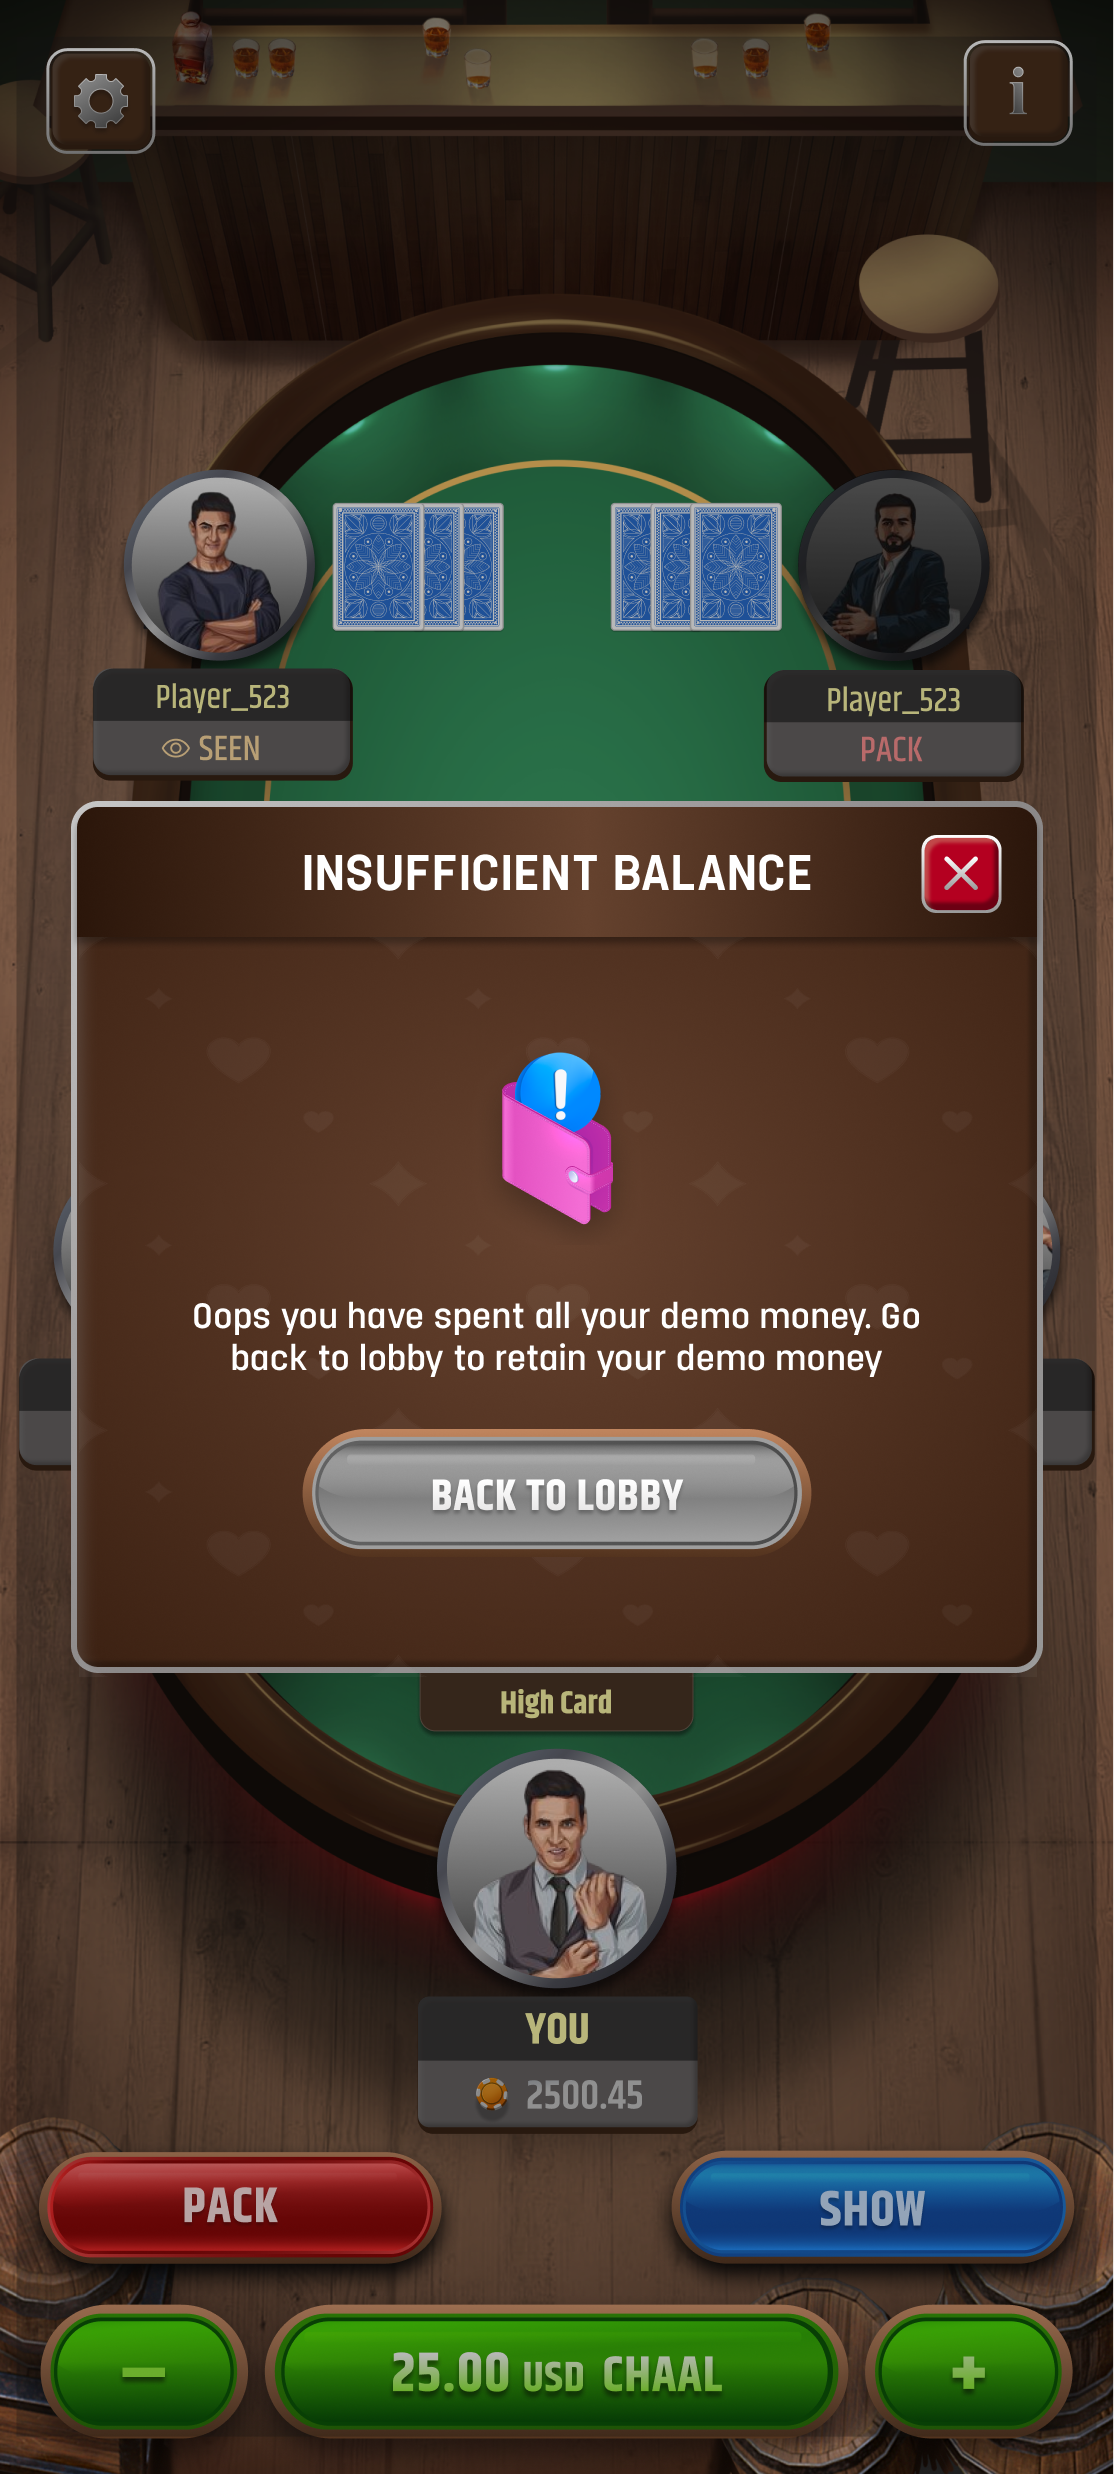 i
Player_523
SEEN
Player_523
PACK
INSUFFICIENT BALANCE
!
Oops you have spent all your demo money. Go
back to lobby to retain your demo money
BACK TO LOBBY
High Card
YOU
2500.45
PACK
SHOW
25.00 USD CHAAL